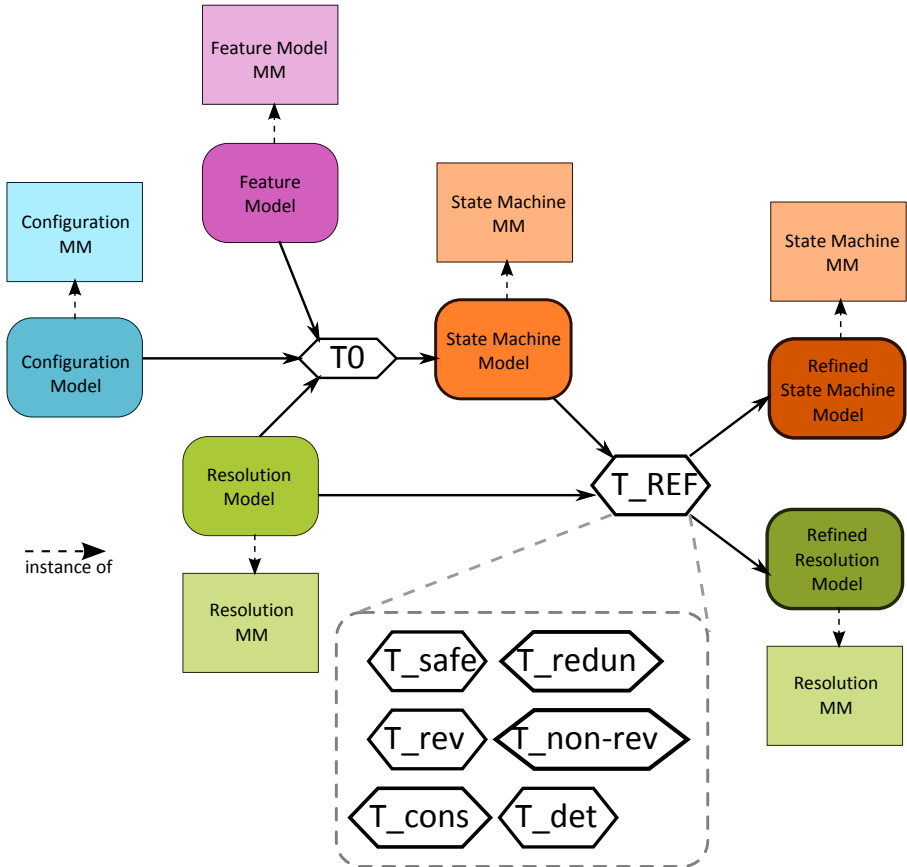 Feature Model
MM
Feature
Model
Configuration
MM
State Machine
MM
State Machine
MM
Configuration
Model
T0
State Machine
Model
Refined
State Machine
Model
Resolution
Model
T_REF
Refined
Resolution
Model
instance of
Resolution
MM
Resolution
MM
T_safe
T_redun
T_rev
T_non-rev
T_cons
T_det